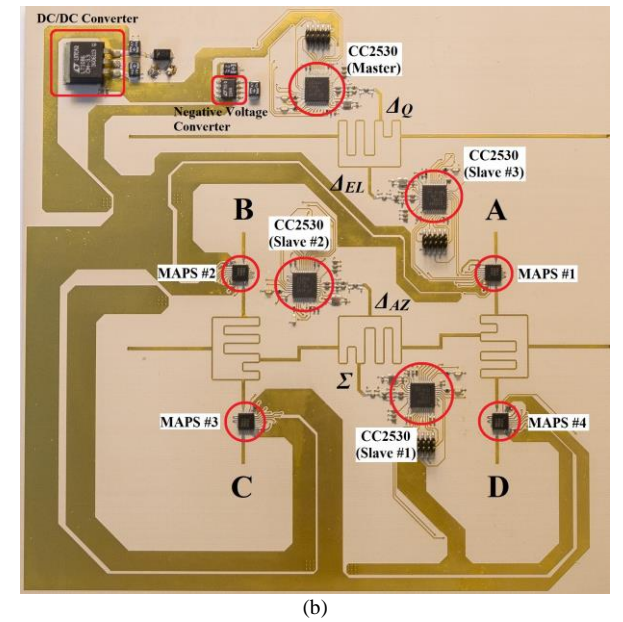 DC/DC Converter
CC2530
(Master)
Negative Voltage
Converter
ΔQ
CC2530
(Slave #3)
ΔEL
B
A
CC2530
(Slave #2)
MAPS #2
MAPS #1
ΔAZ
Σ
MAPS #3
MAPS #4
CC2530
(Slave #1)
C
D
(b)